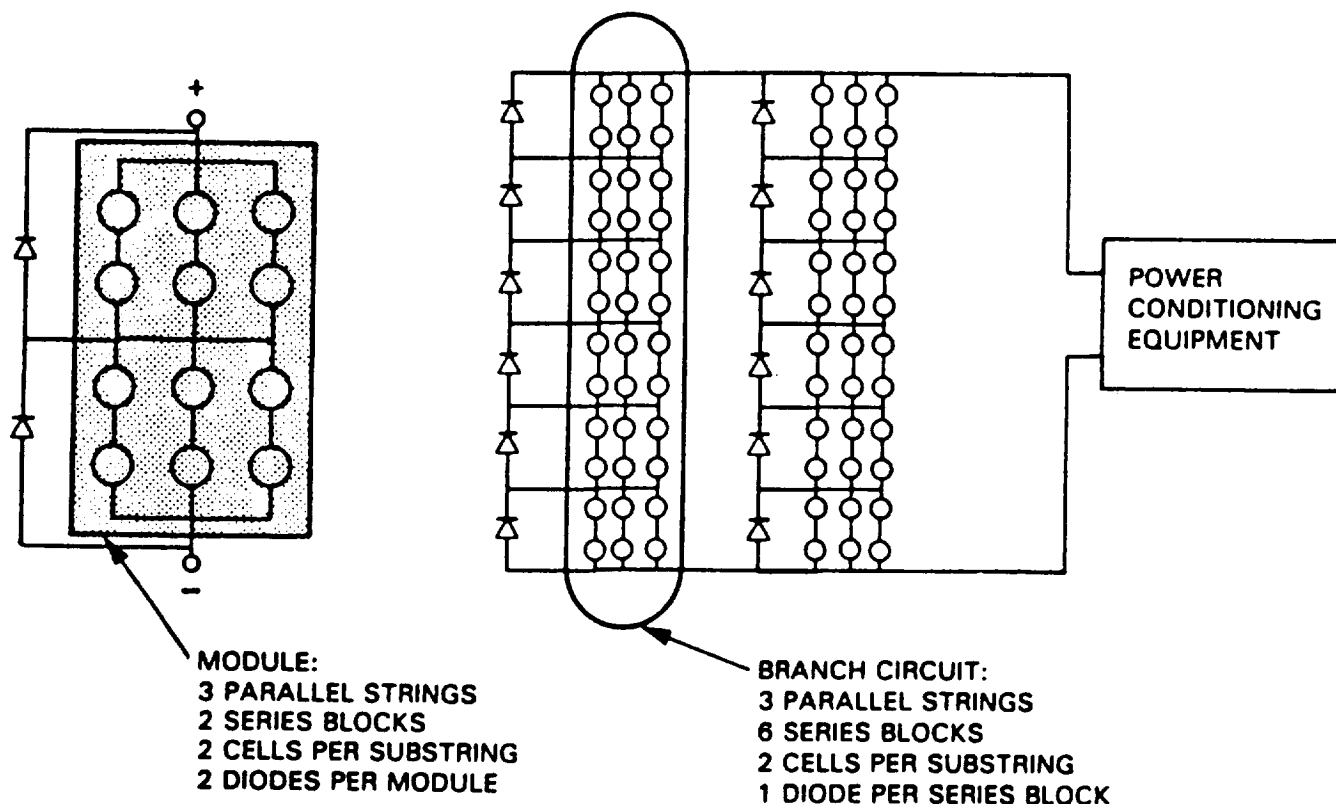 +
−
MODULE:
3 PARALLEL STRINGS
2 SERIES BLOCKS
2 CELLS PER SUBSTRING
2 DIODES PER MODULE
BRANCH CIRCUIT:
3 PARALLEL STRINGS
6 SERIES BLOCKS
2 CELLS PER SUBSTRING
1 DIODE PER SERIES BLOCK
POWER
CONDITIONING
EQUIPMENT